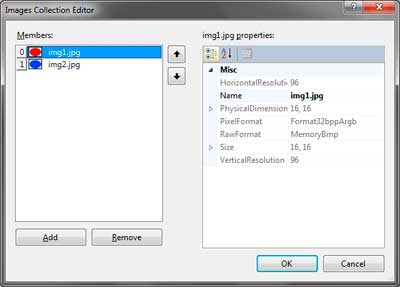 Images Collection Editor
Members:
0 img1.jpg
1 img2.jpg
Add
Remove
img1.jpg properties:
Misc
HorizontalResoluti 96
Name img1.jpg
PhysicalDimension 16, 16
PixelFormat Format32bppArgb
RawFormat MemoryBmp
Size 16, 16
VerticalResolution 96
OK
Cancel